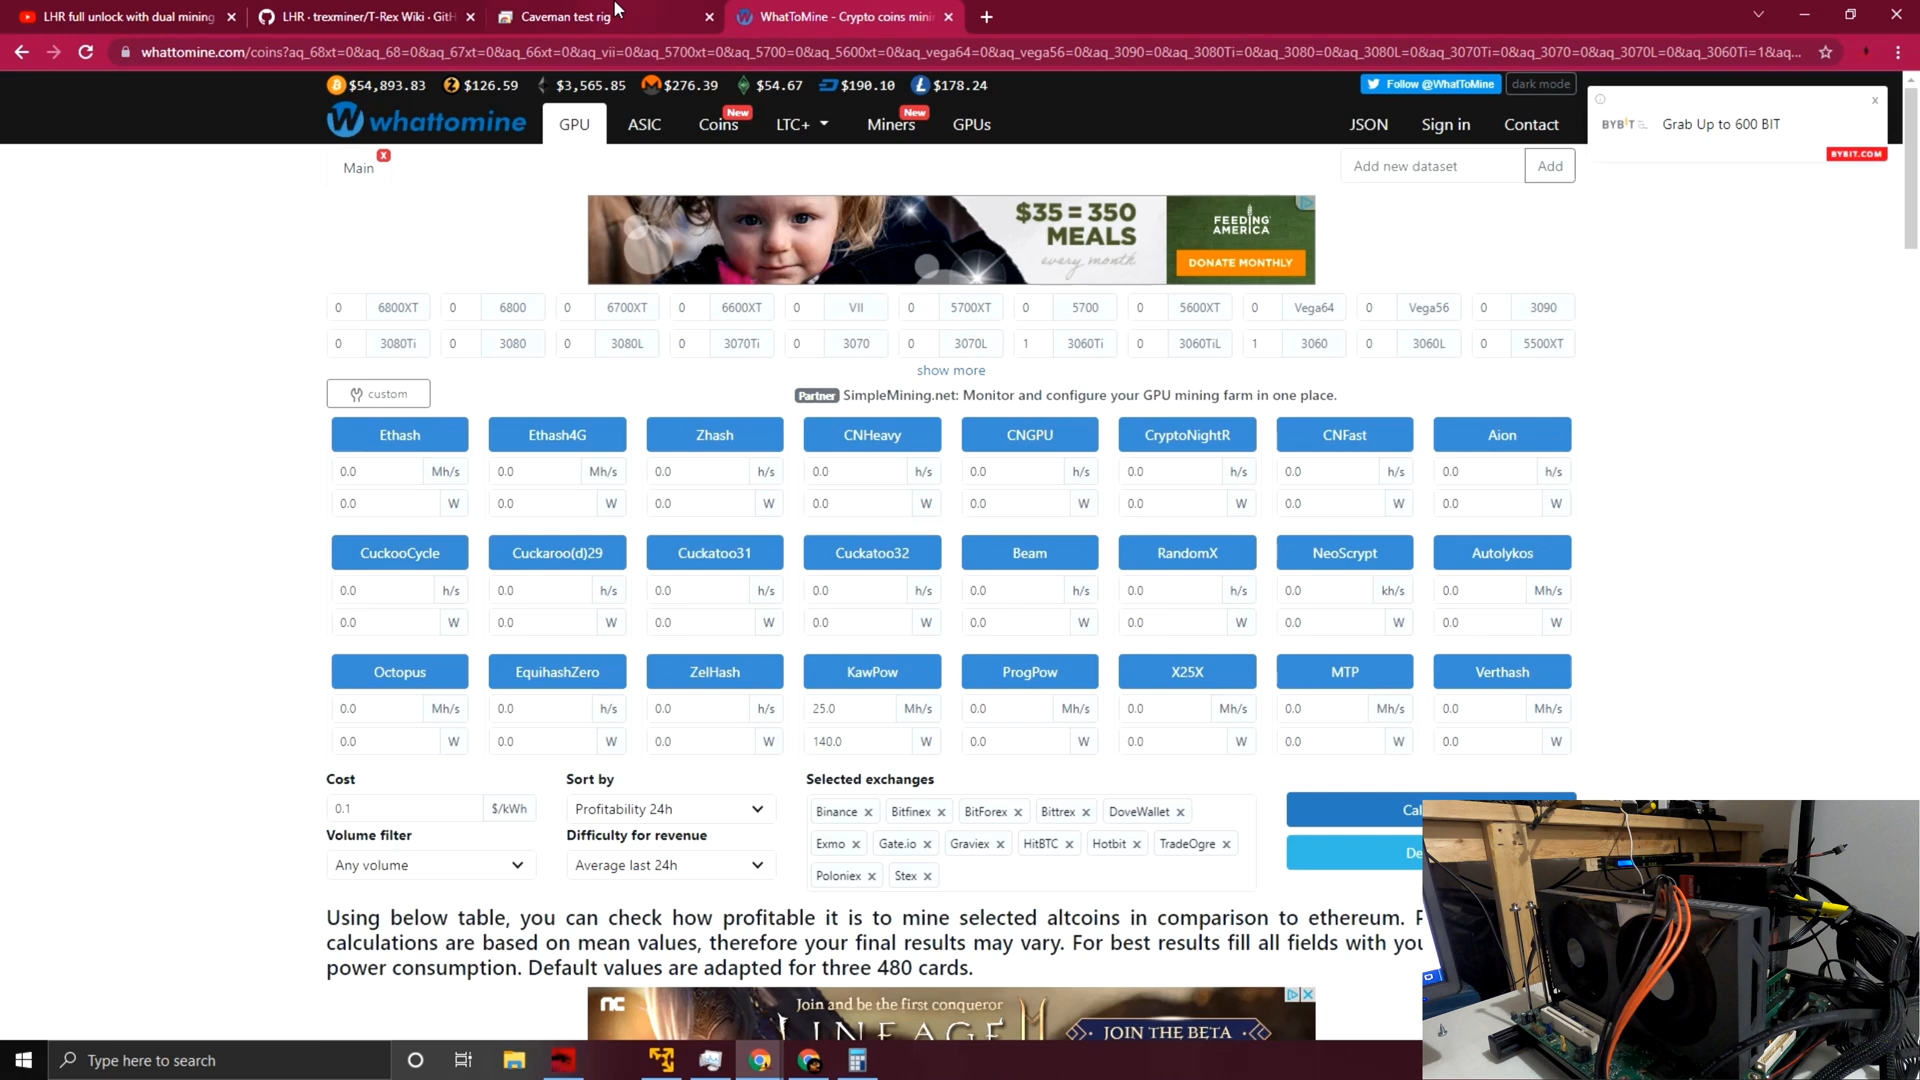 LHR full unlock with dual mining
LHR · trexminer/T-Rex Wiki · GitH
Caveman test rig
WhatToMine - Crypto coins mini
whattomine.com/coins?aq_68xt=0&aq_68=0&aq_67xt=0&aq_66xt=0&aq_vii=0&aq_5700xt=0&aq_5700=0&aq_5600xt=0&aq_vega64=0&aq_vega56=0&aq_3090=0&aq_3080Ti=0&aq_3080=0&aq_3080L=0&aq_3070Ti=0&aq_3070=0&aq_3070L=0&aq_3060Ti=1&aq...
$54,893.83 $126.59 $3,565.85 $276.39 $54.67 $190.10 $178.24
Follow @WhatToMine dark mode
whattomine GPU ASIC Coins New LTC+ Miners New GPUs JSON Sign in Contact
BYBIT Grab Up to 600 BIT
BYBIT.COM
Main x
Add new dataset Add
$35 = 350
MEALS
every month
FEEDING
AMERICA
DONATE MONTHLY
0 6800XT 0 6800 0 6700XT 0 6600XT 0 VII 0 5700XT 0 5700 0 5600XT 0 Vega64 0 Vega56 0 3090
0 3080Ti 0 3080 0 3080L 0 3070Ti 0 3070 0 3070L 1 3060Ti 0 3060TiL 1 3060 0 3060L 0 5500XT
show more
custom
Partner SimpleMining.net: Monitor and configure your GPU mining farm in one place.
Ethash Ethash4G Zhash CNHeavy CNGPU CryptoNightR CNFast Aion
0.0 Mh/s 0.0 Mh/s 0.0 h/s 0.0 h/s 0.0 h/s 0.0 h/s 0.0 h/s 0.0 h/s
0.0 W 0.0 W 0.0 W 0.0 W 0.0 W 0.0 W 0.0 W 0.0 W
CuckooCycle Cuckaroo(d)29 Cuckatoo31 Cuckatoo32 Beam RandomX NeoScrypt Autolykos
0.0 h/s 0.0 h/s 0.0 h/s 0.0 h/s 0.0 h/s 0.0 h/s 0.0 kh/s 0.0 Mh/s
0.0 W 0.0 W 0.0 W 0.0 W 0.0 W 0.0 W 0.0 W 0.0 W
Octopus EquihashZero ZelHash KawPow ProgPow X25X MTP Verthash
0.0 Mh/s 0.0 h/s 0.0 h/s 25.0 Mh/s 0.0 Mh/s 0.0 Mh/s 0.0 Mh/s 0.0 Mh/s
0.0 W 0.0 W 0.0 W 140.0 W 0.0 W 0.0 W 0.0 W 0.0 W
Cost Sort by Selected exchanges
0.1 $/kWh Profitability 24h
Binance x Bitfinex x BitForex x Bittrex x DoveWallet x
Cal
Volume filter Difficulty for revenue
Exmo x Gate.io x Graviex x HitBTC x Hotbit x TradeOgre x
De
Any volume Average last 24h
Poloniex x Stex x
Using below table, you can check how profitable it is to mine selected altcoins in comparison to ethereum. P
calculations are based on mean values, therefore your final results may vary. For best results fill all fields with you
power consumption. Default values are adapted for three 480 cards.
nc Join and be the first conqueror
LINEAGE II
JOIN THE BETA
Type here to search